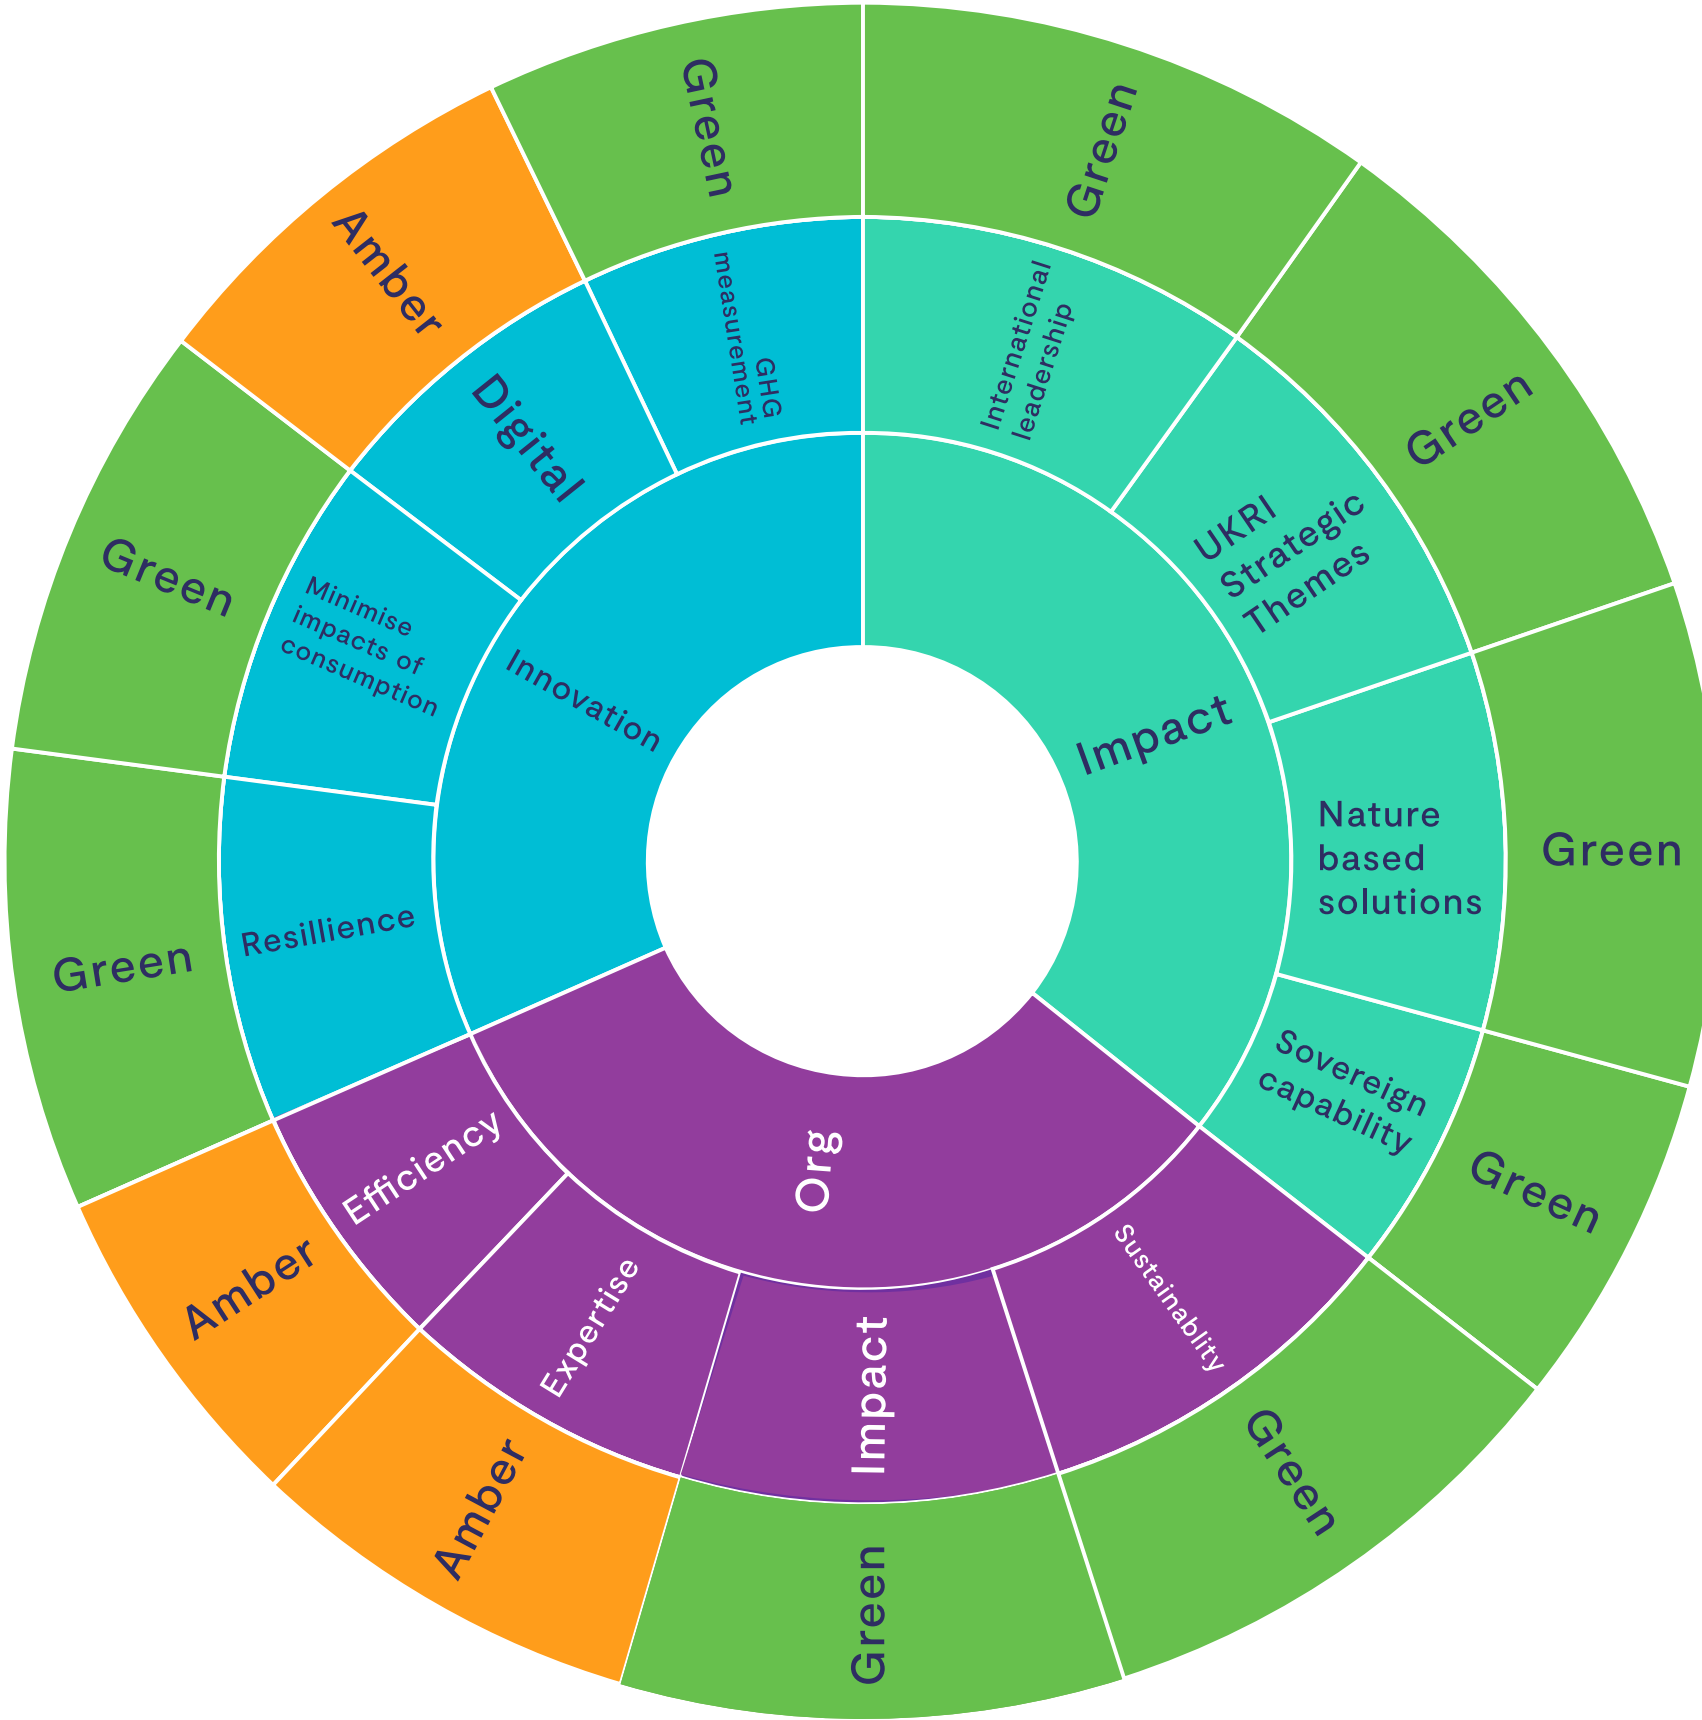 Impact
International
leadership
Green
UKRI
Strategic
Themes
Green
Nature
based
solutions
Green
Sovereign
capability
Green
Org
Sustainablity
Green
Impact
Green
Expertise
Amber
Efficiency
Amber
Innovation
Resillience
Green
Minimise
impacts of
consumption
Green
Digital
Amber
GHG
measurement
Green